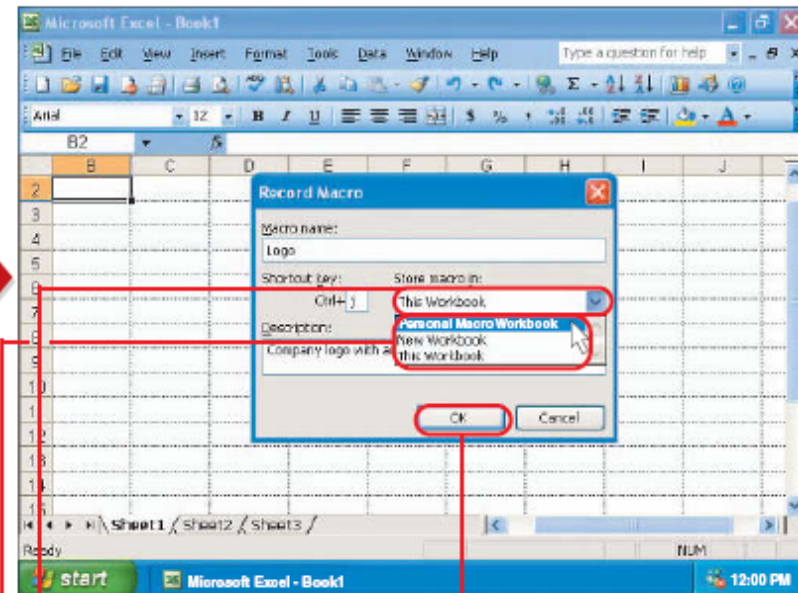 Microsoft Excel - Book1
File Edit View Insert Format Tools Data Window Help Type a question for help
Arial 12 B I U $ % ,
B2 fx
B C D E F G H I J
2
3
4
5
6
7
8
9
10
11
12
13
14
15
Record Macro
Macro name:
Logo
Shortcut key: Store macro in:
Ctrl+ j This Workbook
Personal Macro Workbook
New Workbook
This Workbook
Description:
Company logo with a
OK Cancel
Sheet1 / Sheet2 / Sheet3 /
Ready NUM
start Microsoft Excel - Book1 12:00 PM